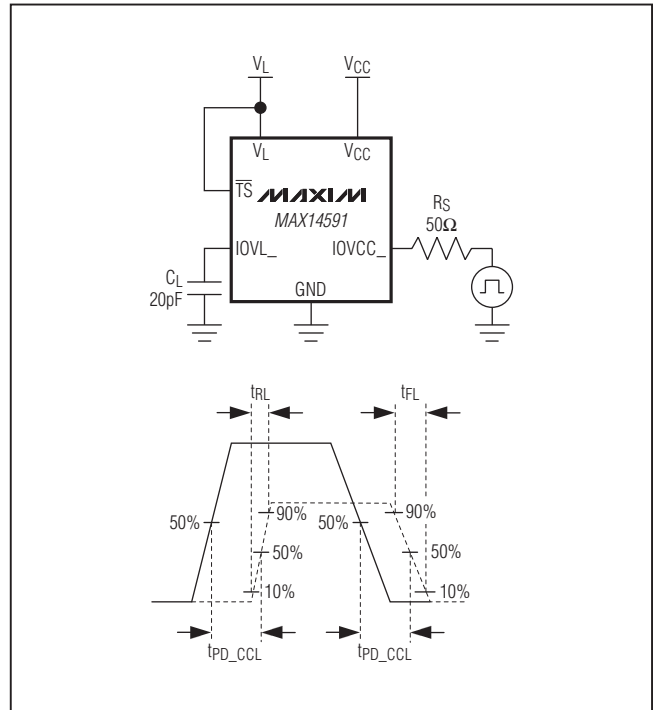 VL
VCC
VL
VCC
TS
MAXIM
MAX14591
RS
50Ω
IOVL_
IOVCC_
CL
20pF
GND
tRL
tFL
50%
90%
50%
90%
50%
50%
10%
10%
tPD_CCL
tPD_CCL